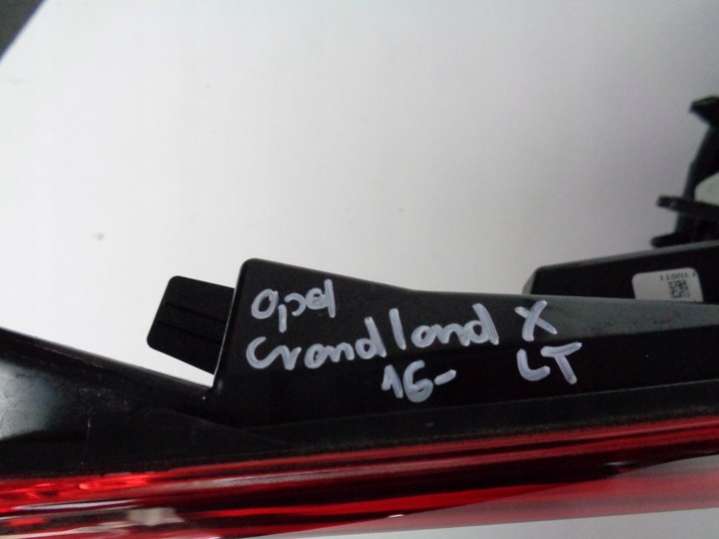 Opel
Grandland X
16- LT